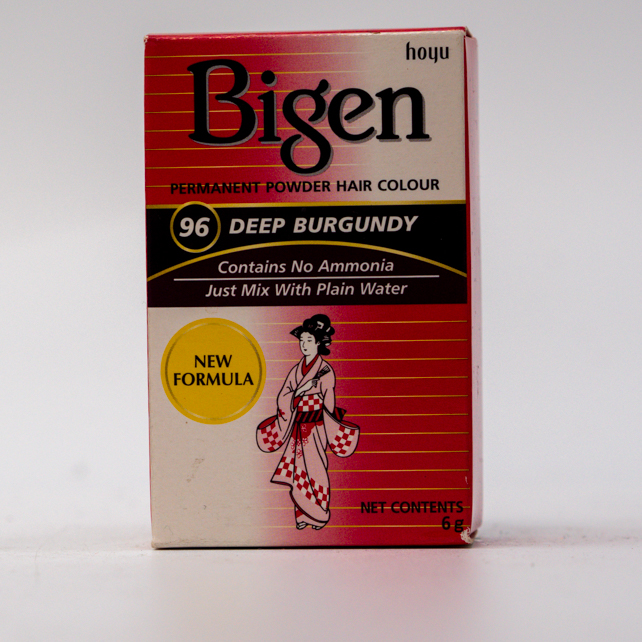 hoyu
Bigen
PERMANENT POWDER HAIR COLOUR
96 DEEP BURGUNDY
Contains No Ammonia
Just Mix With Plain Water
NEW
FORMULA
NET CONTENTS
6 g